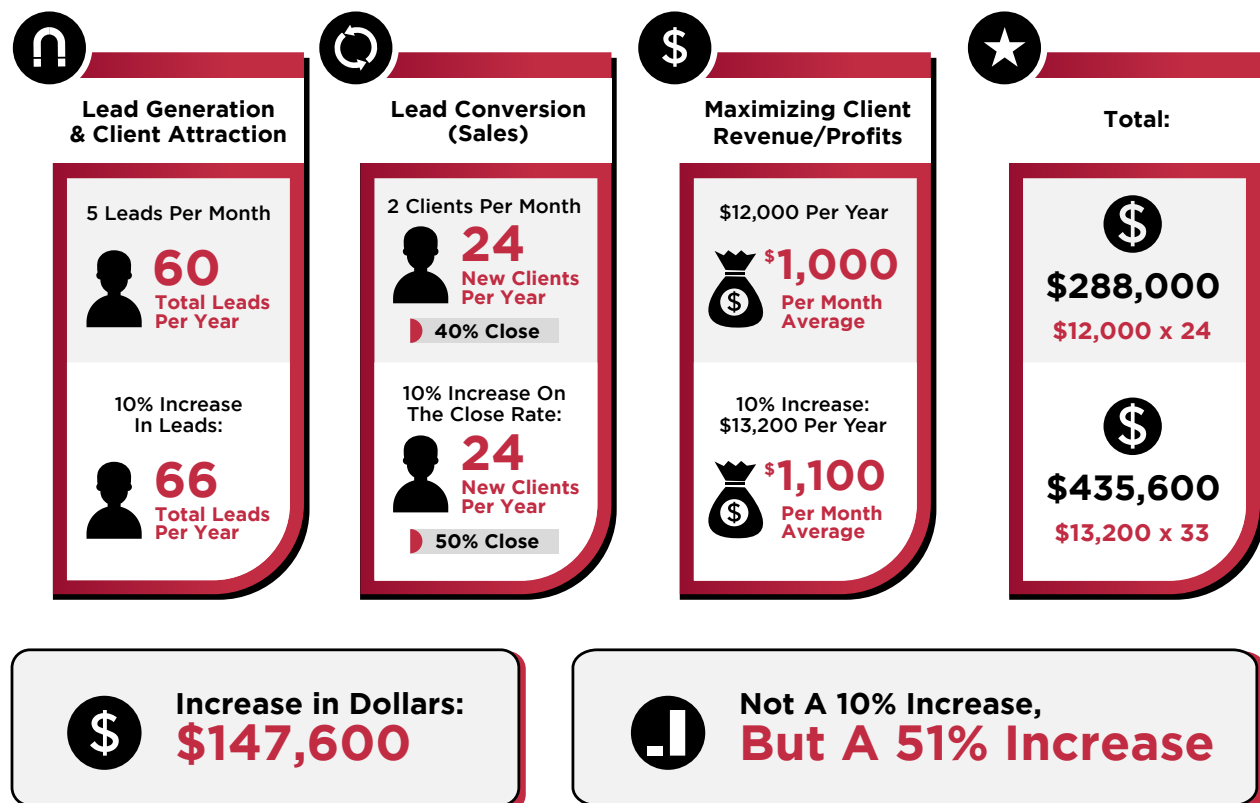 Lead Generation
& Client Attraction
5 Leads Per Month
60
Total Leads
Per Year
10% Increase
In Leads:
66
Total Leads
Per Year
Lead Conversion
(Sales)
2 Clients Per Month
24
New Clients
Per Year
40% Close
10% Increase On
The Close Rate:
24
New Clients
Per Year
50% Close
$
Maximizing Client
Revenue/Profits
$12,000 Per Year
$
$1,000
Per Month
Average
10% Increase:
$13,200 Per Year
$
$1,100
Per Month
Average
Total:
$
$288,000
$12,000 x 24
$
$435,600
$13,200 x 33
$
Increase in Dollars:
$147,600
Not A 10% Increase,
But A 51% Increase